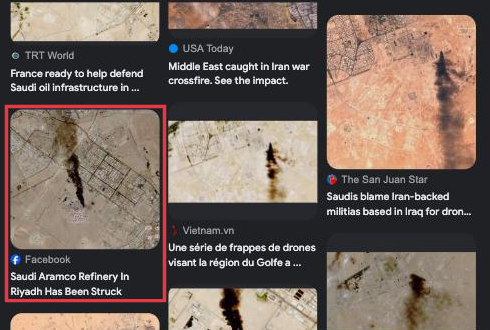 TRT World
France ready to help defend
Saudi oil infrastructure in ...
Facebook
Saudi Aramco Refinery In
Riyadh Has Been Struck
USA Today
Middle East caught in Iran war
crossfire. See the impact.
Vietnam.vn
Une série de frappes de drones
visant la région du Golfe a ...
The San Juan Star
Saudis blame Iran-backed
militias based in Iraq for dron...